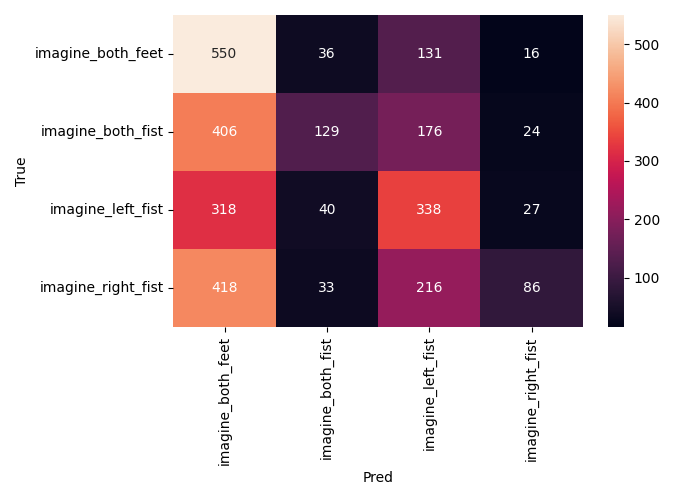 imagine_both_feet 550 36 131 16
imagine_both_fist 406 129 176 24
imagine_left_fist 318 40 338 27
imagine_right_fist 418 33 216 86
True
imagine_both_feet
imagine_both_fist
imagine_left_fist
imagine_right_fist
Pred
500
400
300
200
100